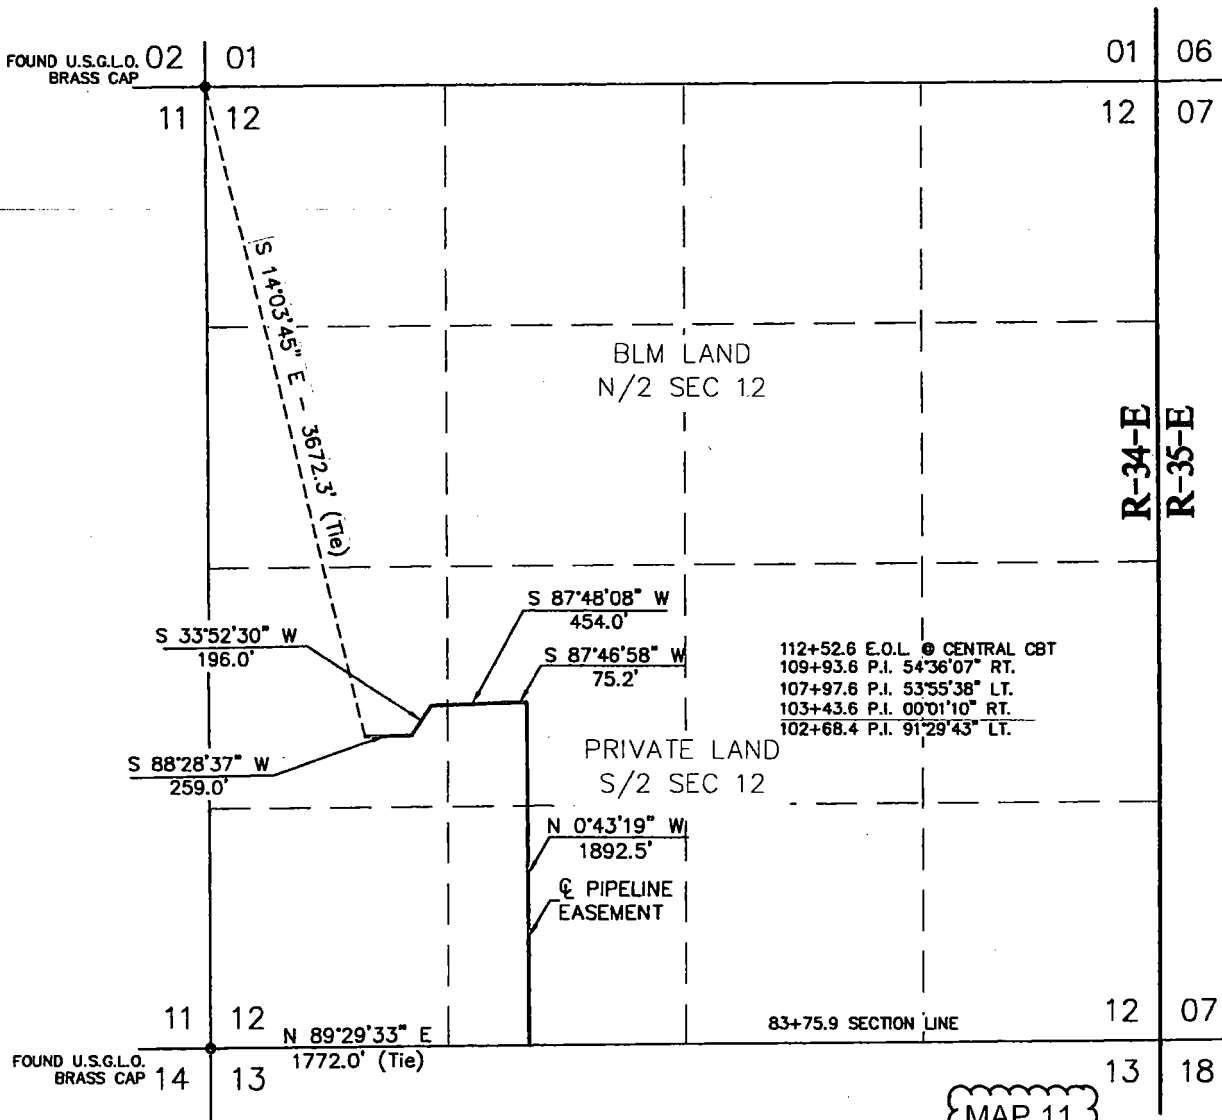 FOUND U.S.G.L.O.
BRASS CAP
02 01
11 12
01 06
12 07
S 14°03'45" E - 3672.3' (Tie)
BLM LAND
N/2 SEC 12
R-34-E
R-35-E
S 87°48'08" W
454.0'
S 33°52'30" W
196.0'
S 87°46'58" W
75.2'
112+52.6 E.O.L. @ CENTRAL CBT
109+93.6 P.I. 54°36'07" RT.
107+97.6 P.I. 53°55'38" LT.
103+43.6 P.I. 00°01'10" RT.
102+68.4 P.I. 91°29'43" LT.
PRIVATE LAND
S/2 SEC 12
S 88°28'37" W
259.0'
N 0°43'19" W
1892.5'
℄ PIPELINE
EASEMENT
11 12
N 89°29'33" E
1772.0' (Tie)
83+75.9 SECTION LINE
12 07
FOUND U.S.G.L.O.
BRASS CAP
14 13
13 18
MAP 11